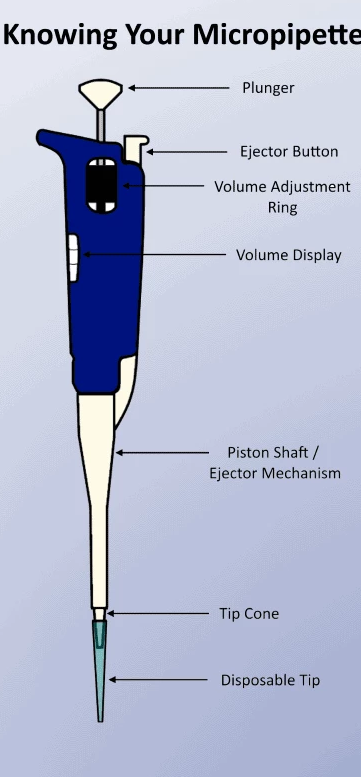 Knowing Your Micropipette
Plunger
Ejector Button
Volume Adjustment
Ring
Volume Display
Piston Shaft /
Ejector Mechanism
Tip Cone
Disposable Tip